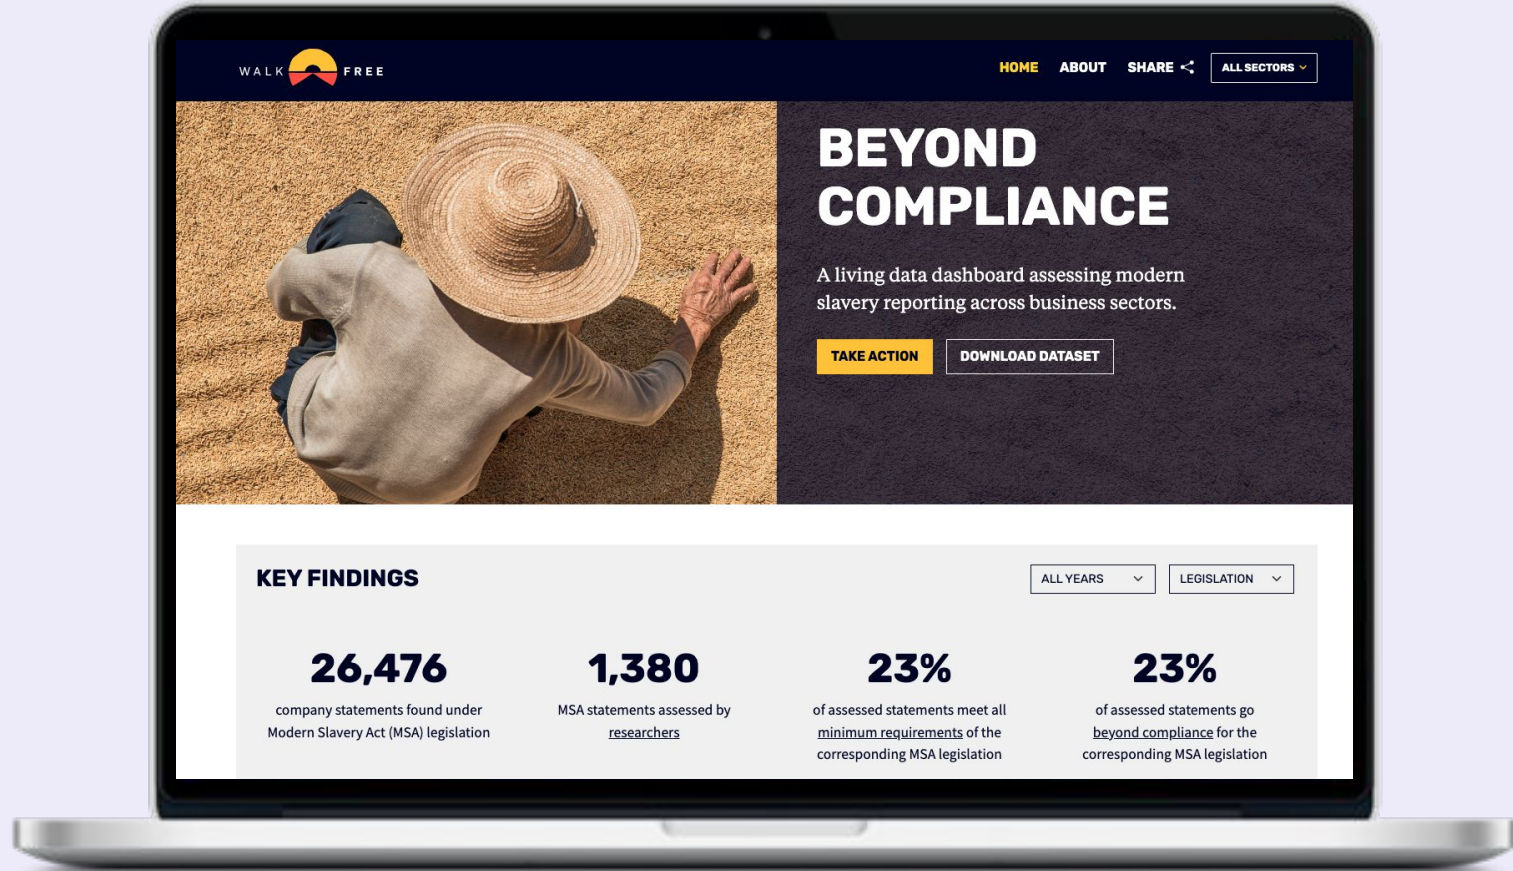 WALK FREE
HOME ABOUT SHARE ALL SECTORS
BEYOND
COMPLIANCE
A living data dashboard assessing modern
slavery reporting across business sectors.
TAKE ACTION DOWNLOAD DATASET
KEY FINDINGS
ALL YEARS LEGISLATION
26,476
company statements found under
Modern Slavery Act (MSA) legislation
1,380
MSA statements assessed by
researchers
23%
of assessed statements meet all
minimum requirements of the
corresponding MSA legislation
23%
of assessed statements go
beyond compliance for the
corresponding MSA legislation